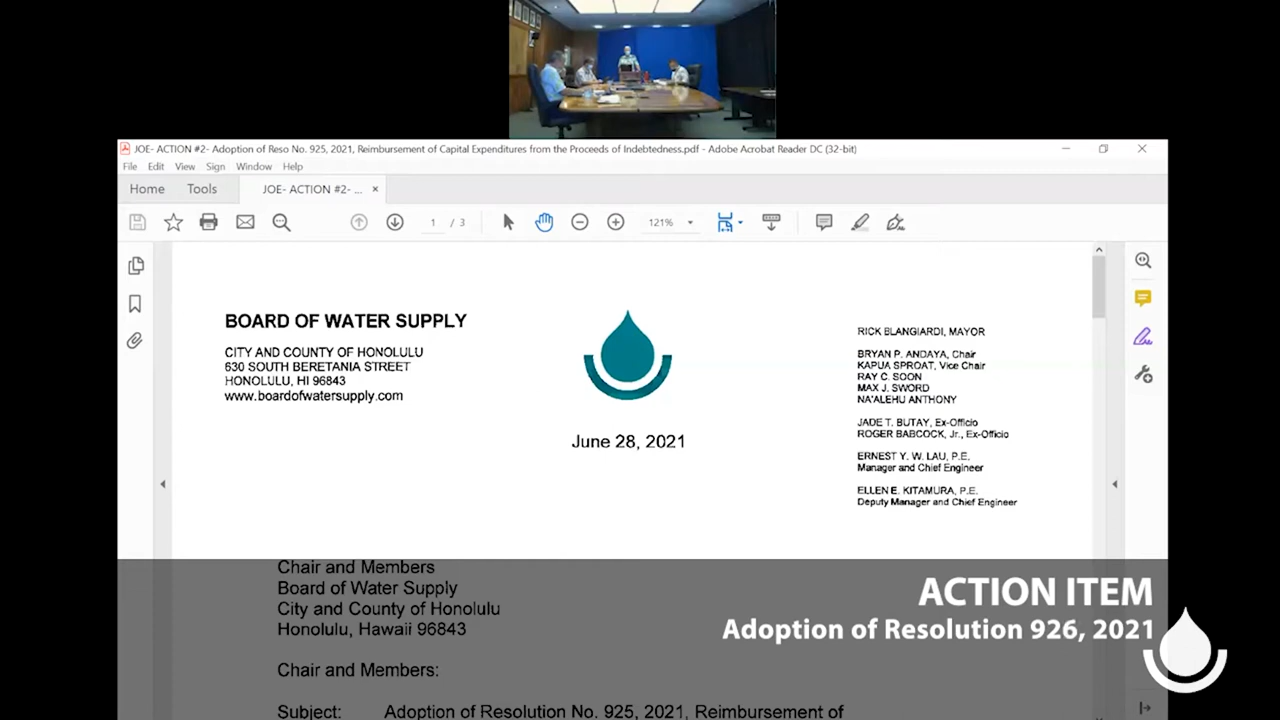 JOE- ACTION #2- Adoption of Reso No. 925, 2021, Reimbursement of Capital Expenditures from the Proceeds of Indebtedness.pdf - Adobe Acrobat Reader DC (32-bit)
File Edit View Sign Window Help
Home Tools JOE- ACTION #2- ... ×
1 / 3 121%
BOARD OF WATER SUPPLY
CITY AND COUNTY OF HONOLULU
630 SOUTH BERETANIA STREET
HONOLULU, HI 96843
www.boardofwatersupply.com
June 28, 2021
RICK BLANGIARDI, MAYOR
BRYAN P. ANDAYA, Chair
KAPUA SPROAT, Vice Chair
RAY C. SOON
MAX J. SWORD
NA'ALEHU ANTHONY
JADE T. BUTAY, Ex-Officio
ROGER BABCOCK, Jr., Ex-Officio
ERNEST Y. W. LAU, P.E.
Manager and Chief Engineer
ELLEN E. KITAMURA, P.E.
Deputy Manager and Chief Engineer
Chair and Members
Board of Water Supply
City and County of Honolulu
Honolulu, Hawaii 96843
Chair and Members:
Subject: Adoption of Resolution No. 925, 2021, Reimbursement of
ACTION ITEM
Adoption of Resolution 926, 2021